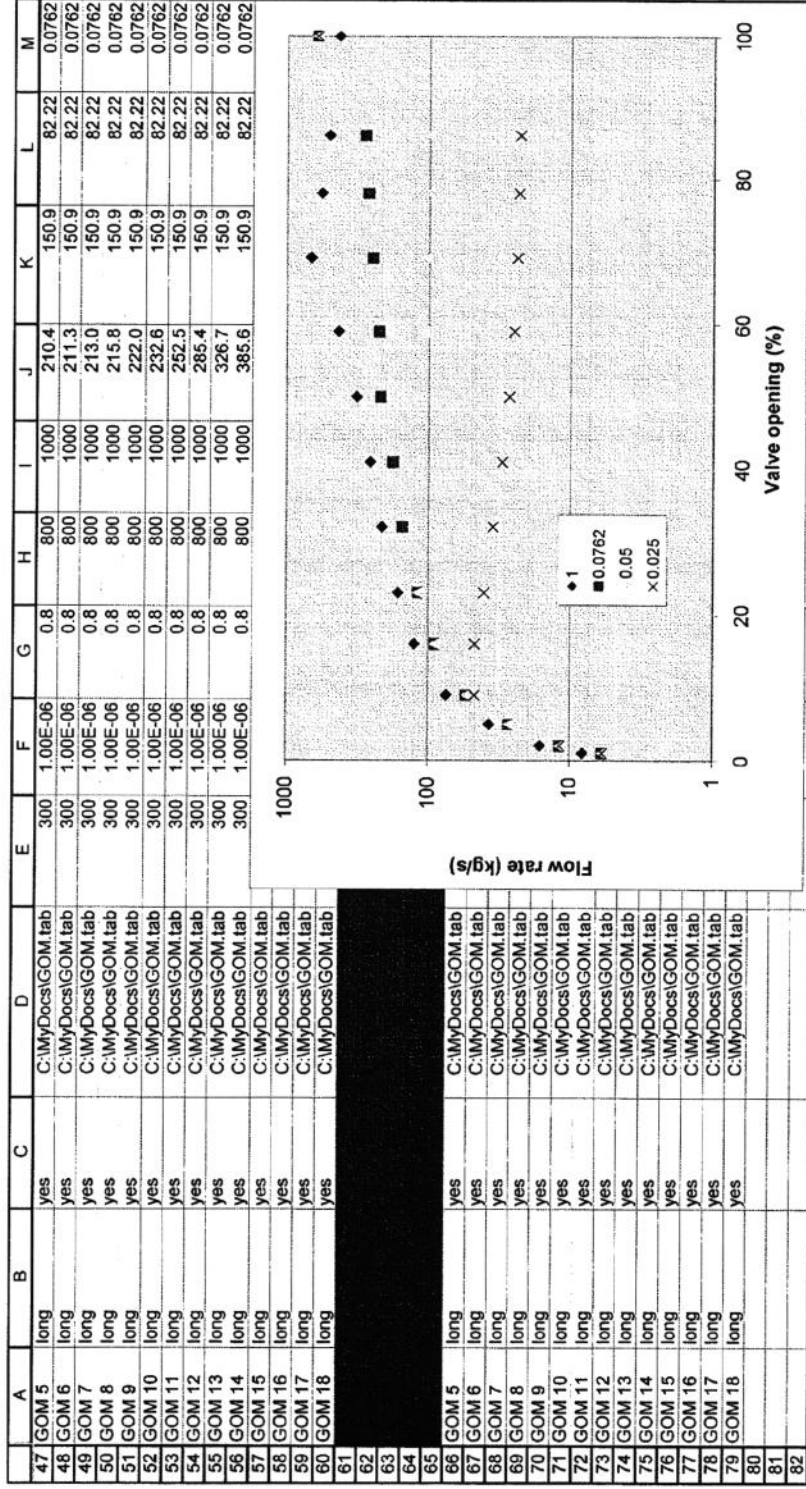 A B C D E F G H I J K L M
47 GOM 5 long yes C:\MyDocs\GOM.tab 300 1.00E-06 0.8 800 1000 210.4 150.9 82.22 0.0762
48 GOM 6 long yes C:\MyDocs\GOM.tab 300 1.00E-06 0.8 800 1000 211.3 150.9 82.22 0.0762
49 GOM 7 long yes C:\MyDocs\GOM.tab 300 1.00E-06 0.8 800 1000 213.0 150.9 82.22 0.0762
50 GOM 8 long yes C:\MyDocs\GOM.tab 300 1.00E-06 0.8 800 1000 215.8 150.9 82.22 0.0762
51 GOM 9 long yes C:\MyDocs\GOM.tab 300 1.00E-06 0.8 800 1000 222.0 150.9 82.22 0.0762
52 GOM 10 long yes C:\MyDocs\GOM.tab 300 1.00E-06 0.8 800 1000 232.6 150.9 82.22 0.0762
53 GOM 11 long yes C:\MyDocs\GOM.tab 300 1.00E-06 0.8 800 1000 252.5 150.9 82.22 0.0762
54 GOM 12 long yes C:\MyDocs\GOM.tab 300 1.00E-06 0.8 800 1000 285.4 150.9 82.22 0.0762
55 GOM 13 long yes C:\MyDocs\GOM.tab 300 1.00E-06 0.8 800 1000 326.7 150.9 82.22 0.0762
56 GOM 14 long yes C:\MyDocs\GOM.tab 300 1.00E-06 0.8 800 1000 385.6 150.9 82.22 0.0762
57 GOM 15 long yes C:\MyDocs\GOM.tab
58 GOM 16 long yes C:\MyDocs\GOM.tab
59 GOM 17 long yes C:\MyDocs\GOM.tab
60 GOM 18 long yes C:\MyDocs\GOM.tab
61
62
63
64
65
66 GOM 5 long yes C:\MyDocs\GOM.tab
67 GOM 6 long yes C:\MyDocs\GOM.tab
68 GOM 7 long yes C:\MyDocs\GOM.tab
69 GOM 8 long yes C:\MyDocs\GOM.tab
70 GOM 9 long yes C:\MyDocs\GOM.tab
71 GOM 10 long yes C:\MyDocs\GOM.tab
72 GOM 11 long yes C:\MyDocs\GOM.tab
73 GOM 12 long yes C:\MyDocs\GOM.tab
74 GOM 13 long yes C:\MyDocs\GOM.tab
75 GOM 14 long yes C:\MyDocs\GOM.tab
76 GOM 15 long yes C:\MyDocs\GOM.tab
77 GOM 16 long yes C:\MyDocs\GOM.tab
78 GOM 17 long yes C:\MyDocs\GOM.tab
79 GOM 18 long yes C:\MyDocs\GOM.tab
80
81
82
Flow rate (kg/s)
1000
100
10
1
1
0.0762
0.05
0.025
0 20 40 60 80 100
Valve opening (%)